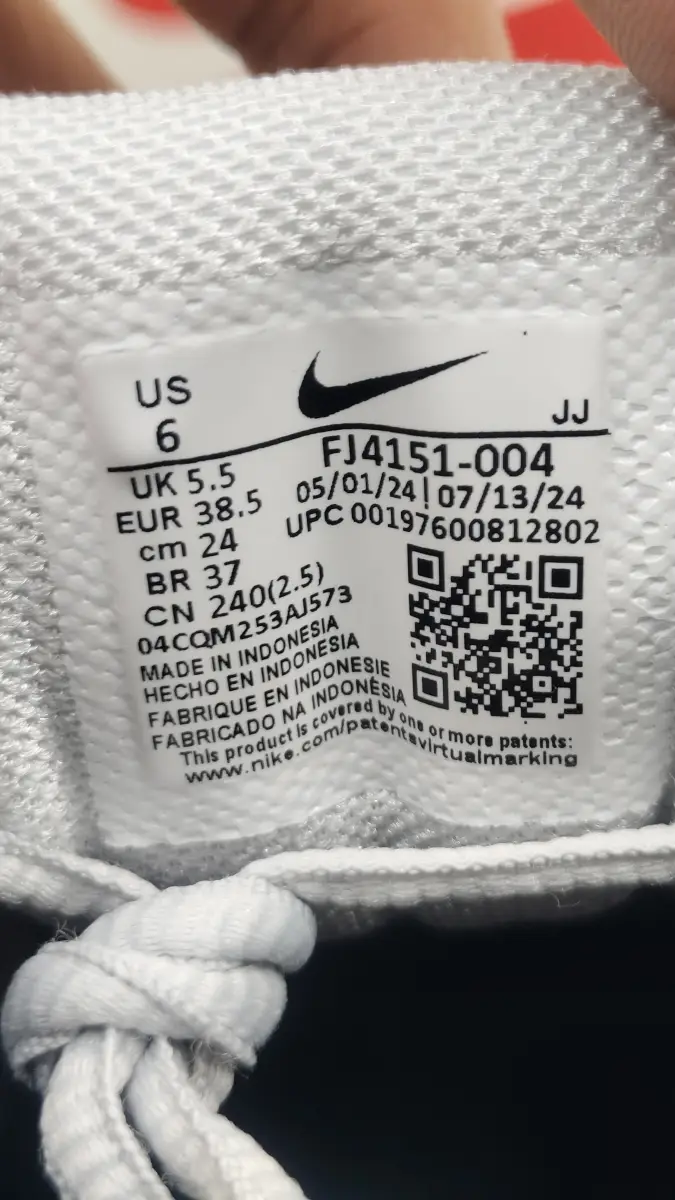 US
6
JJ
UK 5.5
EUR 38.5
cm 24
BR 37
CN 240(2.5)
FJ4151-004
05/01/24| 07/13/24
UPC 00197600812802
04CQM253AJ573
MADE IN INDONESIA
HECHO EN INDONESIA
FABRIQUE EN INDONESIE
FABRICADO NA INDONÉSIA
This product is covered by one or more patents:
www.nike.com/patentsvirtualmarking